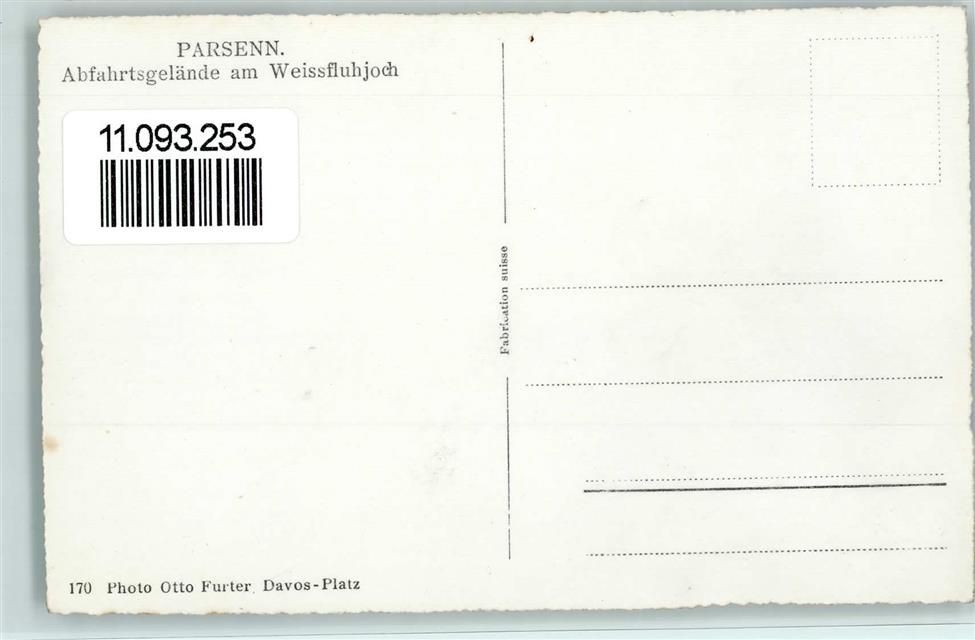 PARSENN.
Abfahrtsgelände am Weissfluhjoch
11.093.253
Fabrication suisse
170 Photo Otto Furter, Davos-Platz